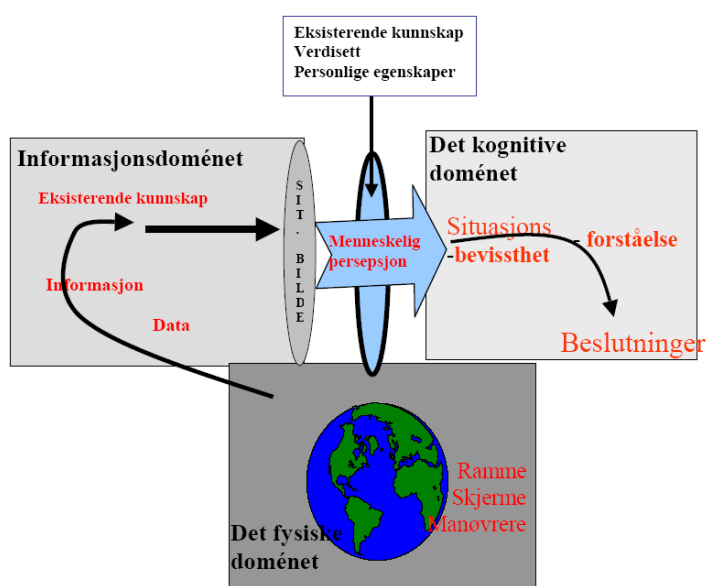 Eksisterende kunnskap
Verdisett
Personlige egenskaper
Informasjonsdoménet
Eksisterende kunnskap
Informasjon
Data
SIT. BILDE
Menneskelig
persepsjon
Det kognitive
doménet
Situasjons
-bevissthet - forståelse
Beslutninger
Ramme
Skjerme
Manøvrere
Det fysiske
doménet